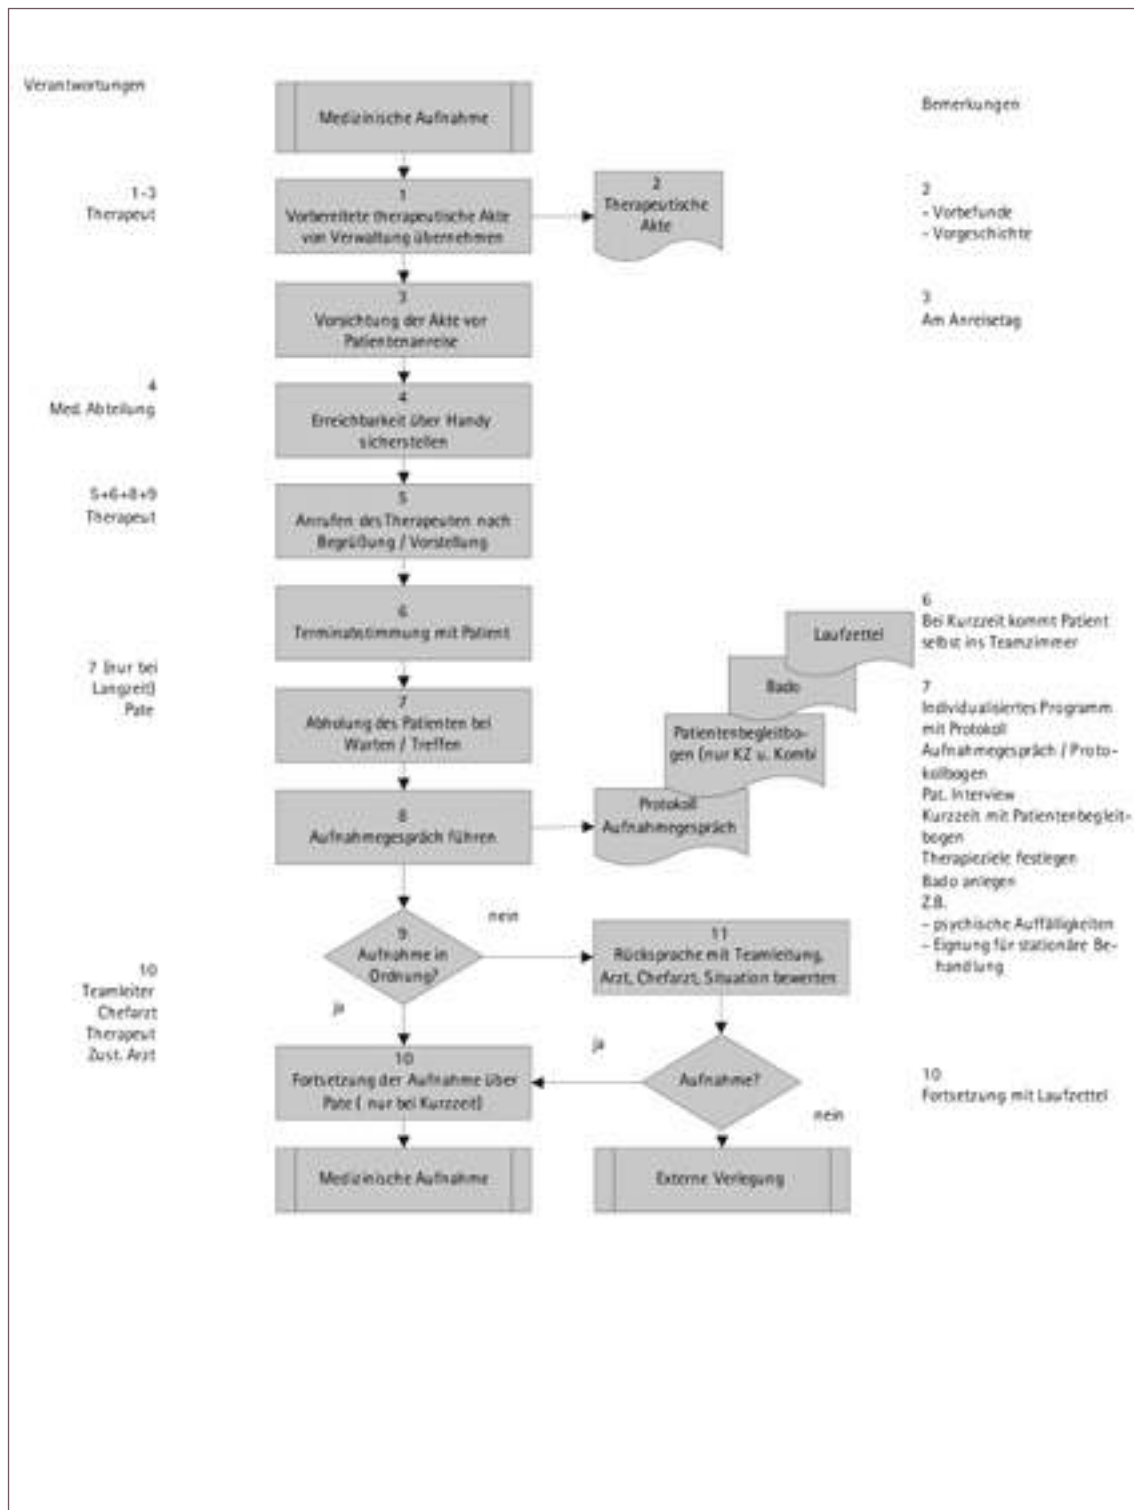 Verantwortungen
Bemerkungen
Medizinische Aufnahme
1-3
Therapeut
1
Vorbereitete therapeutische Akte
von Verwaltung übernehmen
2
Therapeutische
Akte
2
– Vorbefunde
– Vorgeschichte
3
Vorsichtung der Akte vor
Patientenanreise
3
Am Anreisetag
4
Med. Abteilung
4
Erreichbarkeit über Handy
sicherstellen
5+6+8+9
Therapeut
5
Anrufen des Therapeuten nach
Begrüßung / Vorstellung
6
Terminabstimmung mit Patient
6
Bei Kurzzeit kommt Patient
selbst ins Teamzimmer
7 (nur bei
Langzeit)
Pate
7
Abholung des Patienten bei
Warten / Treffen
Laufzettel
Bado
Patientenbegleitbo-
gen (nur KZ u. Kombi
Protokoll
Aufnahmegespräch
7
Individualisiertes Programm
mit Protokoll
Aufnahmegespräch / Proto-
kollbogen
Pat. Interview
Kurzzeit mit Patientenbegleit-
bogen
Therapieziele festlegen
Bado anlegen
Z.B.
– psychische Auffälligkeiten
– Eignung für stationäre Be-
handlung
8
Aufnahmegespräch führen
9
Aufnahme in
Ordnung?
nein
ja
11
Rücksprache mit Teamleitung,
Arzt, Chefarzt, Situation bewerten
10
Teamleiter
Chefarzt
Therapeut
Zust. Arzt
10
Fortsetzung der Aufnahme über
Pate ( nur bei Kurzzeit)
ja
Aufnahme?
nein
10
Fortsetzung mit Laufzettel
Medizinische Aufnahme
Externe Verlegung